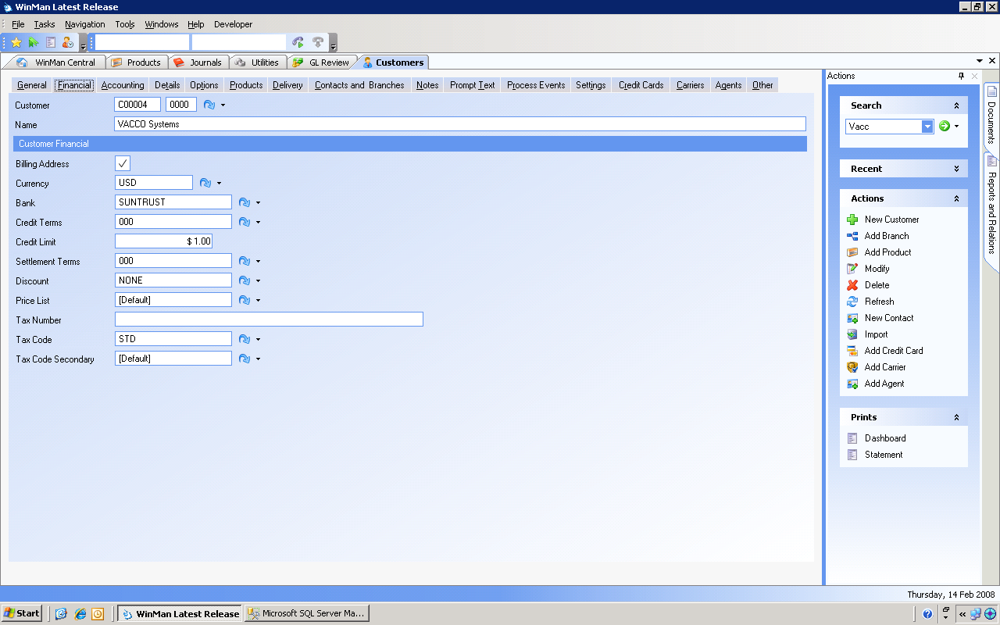 WinMan Latest Release
File Tasks Navigation Tools Windows Help Developer
WinMan Central Products Journals Utilities GL Review Customers
General Financial Accounting Details Options Products Delivery Contacts and Branches Notes Prompt Text Process Events Settings Credit Cards Carriers Agents Other
Customer C00004 0000
Name VACCO Systems
Customer Financial
Billing Address
Currency USD
Bank SUNTRUST
Credit Terms 000
Credit Limit $ 1.00
Settlement Terms 000
Discount NONE
Price List [Default]
Tax Number
Tax Code STD
Tax Code Secondary [Default]
Actions
Search
Vacc
Recent
Actions
New Customer
Add Branch
Add Product
Modify
Delete
Refresh
New Contact
Import
Add Credit Card
Add Carrier
Add Agent
Prints
Dashboard
Statement
Documents
Reports and Relations
Thursday, 14 Feb 2008
Start WinMan Latest Release Microsoft SQL Server Ma...